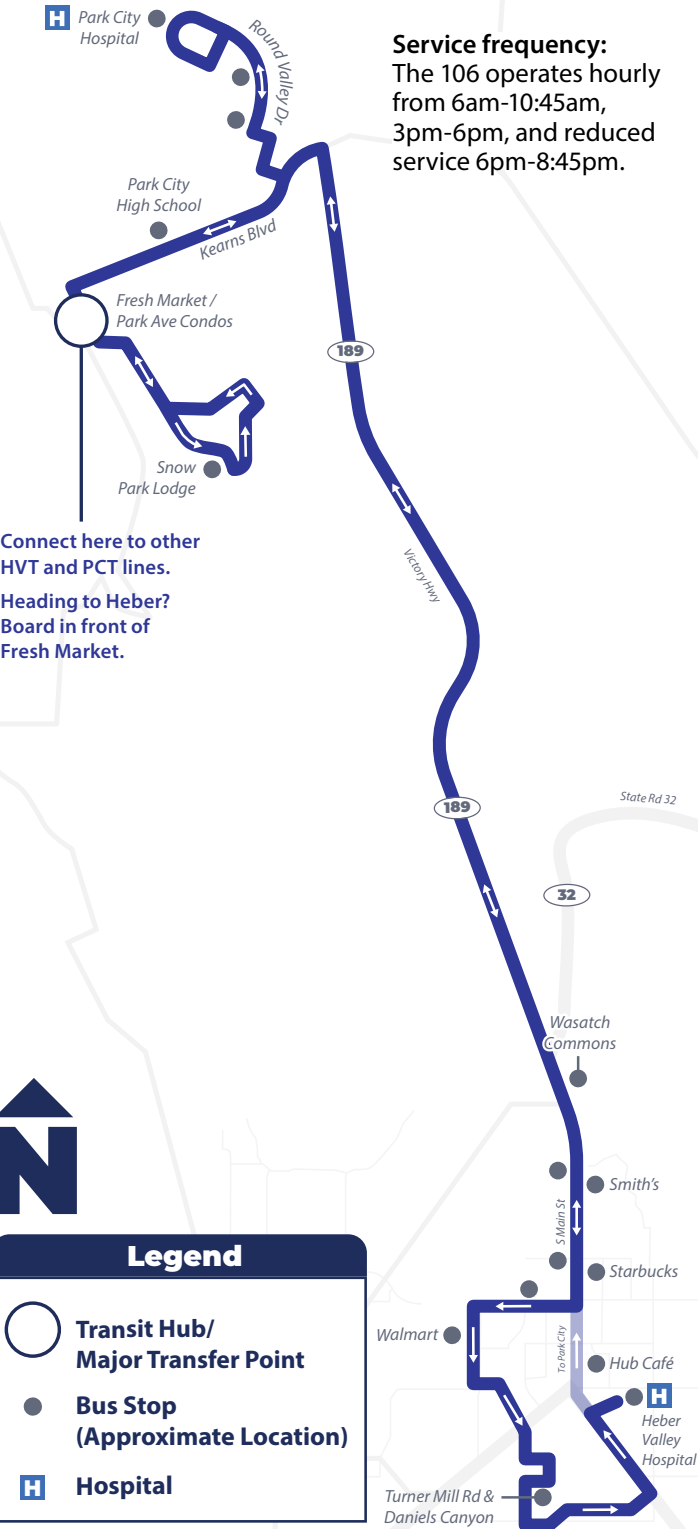 H
Park City
Hospital
Round Valley Dr
Service frequency:
The 106 operates hourly
from 6am-10:45am,
3pm-6pm, and reduced
service 6pm-8:45pm.
Park City
High School
Kearns Blvd
Fresh Market /
Park Ave Condos
189
Snow
Park Lodge
Connect here to other
HVT and PCT lines.
Heading to Heber?
Board in front of
Fresh Market.
Victory Hwy
189
State Rd 32
32
Wasatch
Commons
N
Smith's
S Main St
Starbucks
Walmart
To Park City
Hub Café
H
Heber
Valley
Hospital
Turner Mill Rd &
Daniels Canyon
Legend
Transit Hub/
Major Transfer Point
Bus Stop
(Approximate Location)
H
Hospital